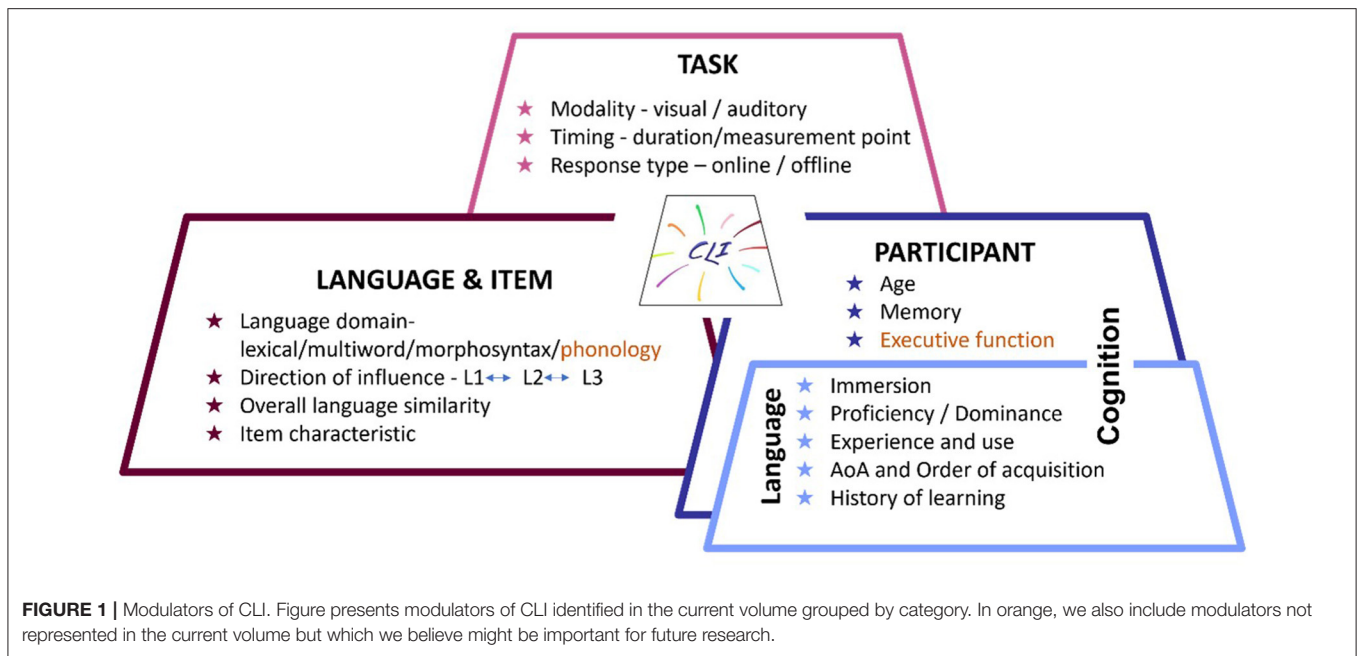 TASK
Modality - visual / auditory
Timing - duration/measurement point
Response type – online / offline
CLI
LANGUAGE & ITEM
Language domain-
lexical/multiword/morphosyntax/phonology
Direction of influence - L1↔ L2↔ L3
Overall language similarity
Item characteristic
PARTICIPANT
Age
Memory
Executive function
Cognition
Language
Immersion
Proficiency / Dominance
Experience and use
AoA and Order of acquisition
History of learning
FIGURE 1 | Modulators of CLI. Figure presents modulators of CLI identified in the current volume grouped by category. In orange, we also include modulators not
represented in the current volume but which we believe might be important for future research.